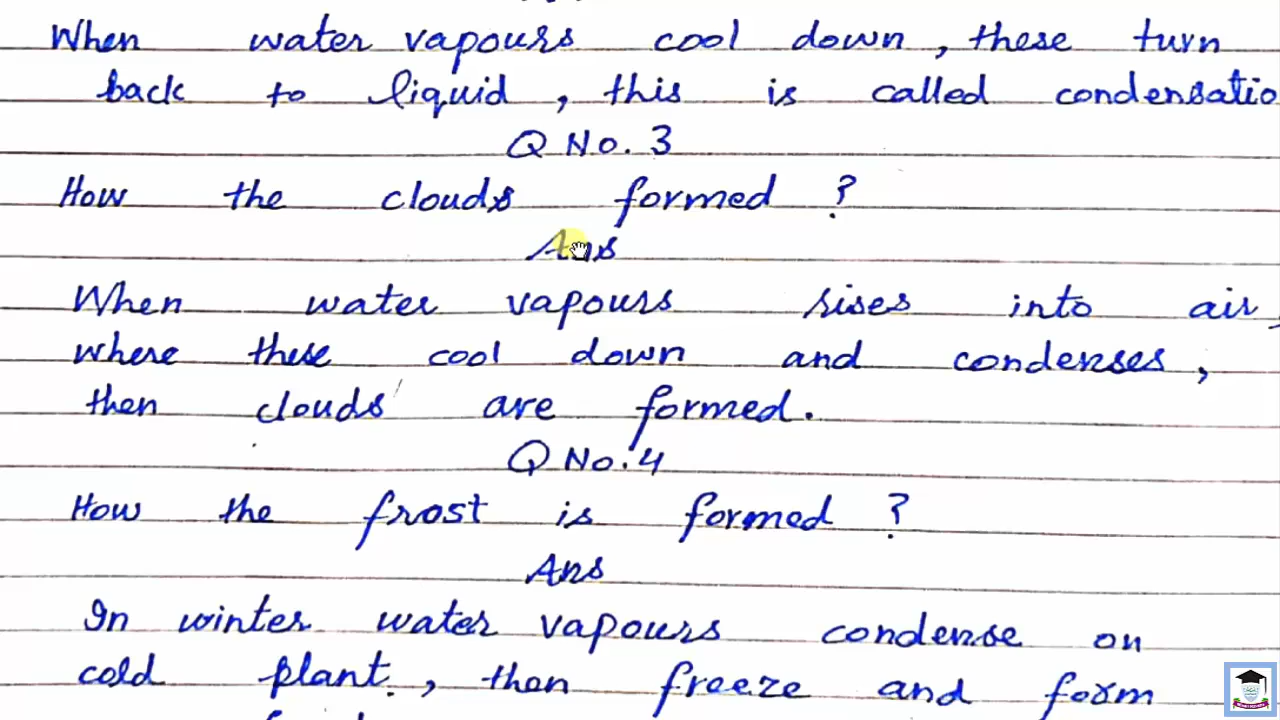 When water vapours cool down, these turn
back to liquid, this is called condensatio
Q No. 3
How the clouds formed ?
Ans
When water vapours rises into air,
where these cool down and condenses,
then clouds are formed.
Q No. 4
How the frost is formed ?
Ans
In winter water vapours condense on
cold plant, then freeze and form